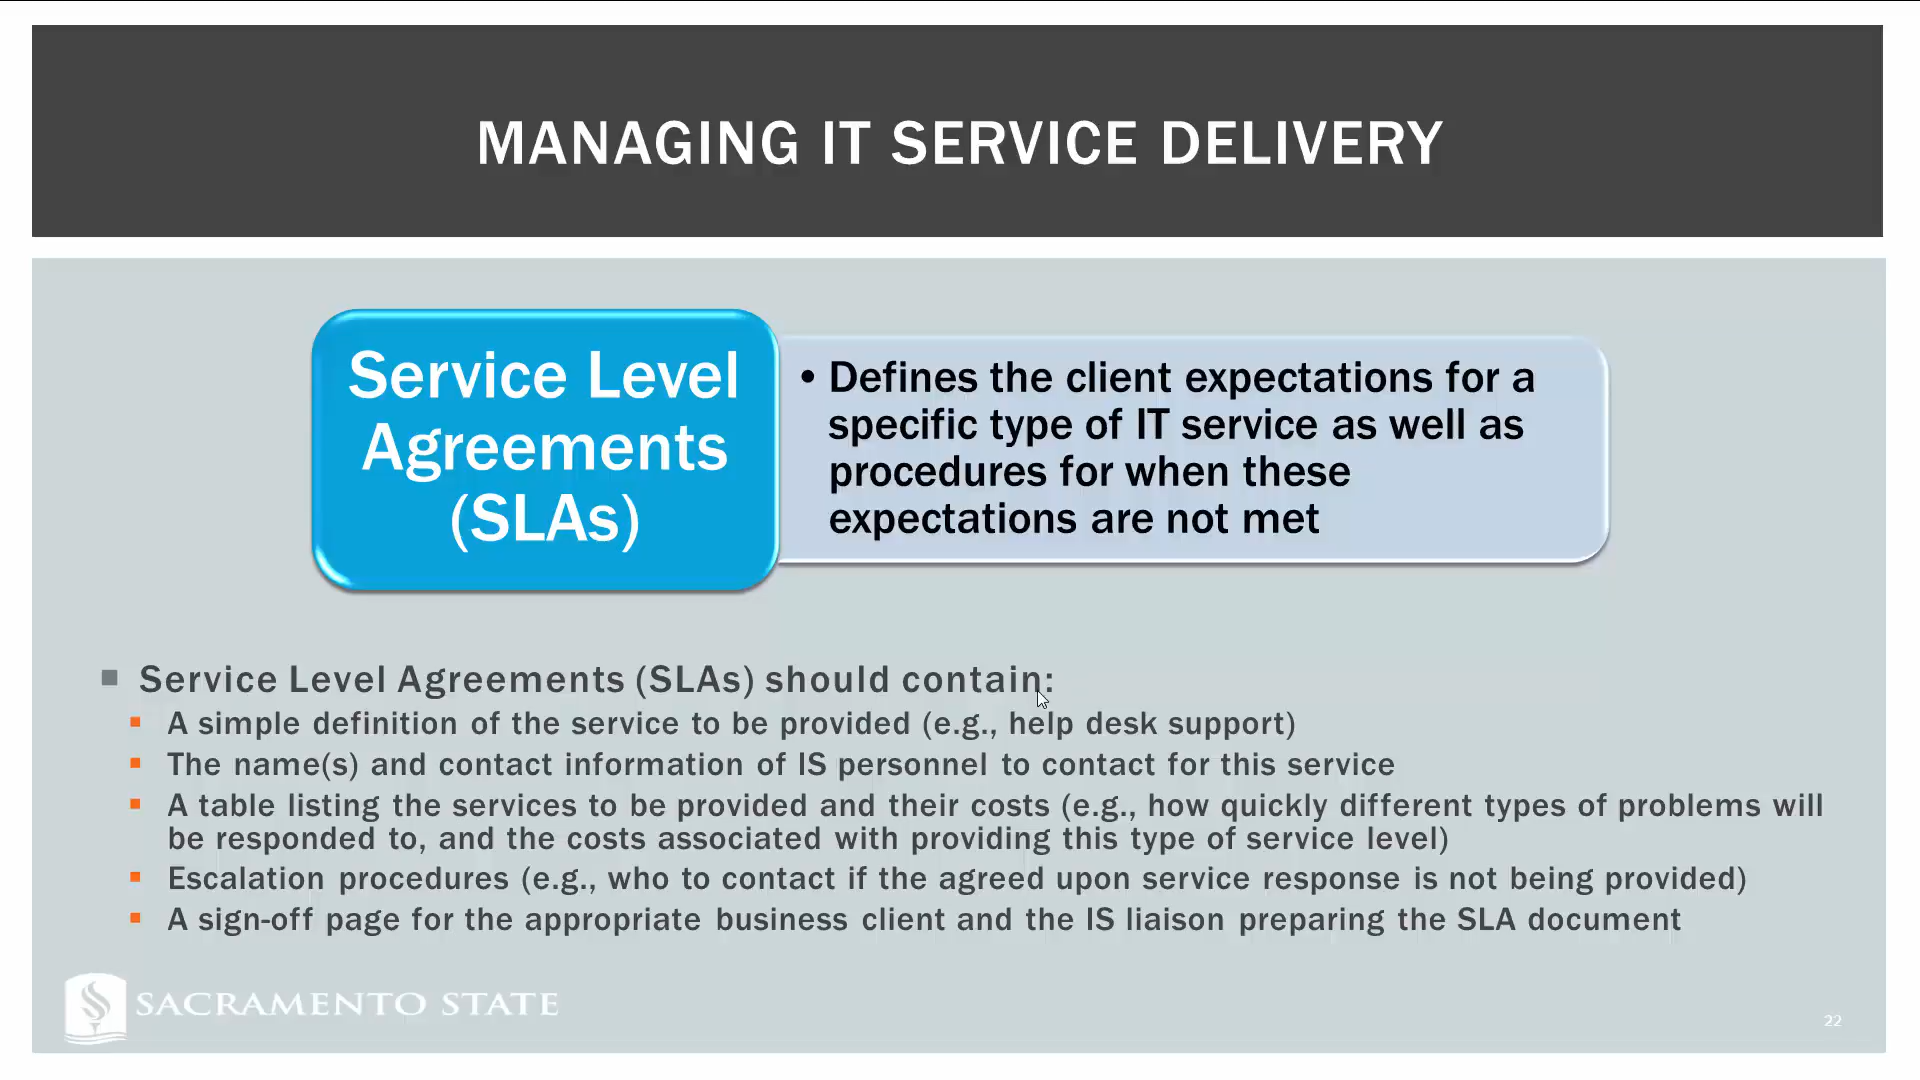 MANAGING IT SERVICE DELIVERY
Service Level
Agreements
(SLAs)
• Defines the client expectations for a
specific type of IT service as well as
procedures for when these
expectations are not met
Service Level Agreements (SLAs) should contain:
A simple definition of the service to be provided (e.g., help desk support)
The name(s) and contact information of IS personnel to contact for this service
A table listing the services to be provided and their costs (e.g., how quickly different types of problems will
be responded to, and the costs associated with providing this type of service level)
Escalation procedures (e.g., who to contact if the agreed upon service response is not being provided)
A sign-off page for the appropriate business client and the IS liaison preparing the SLA document
SACRAMENTO STATE
22